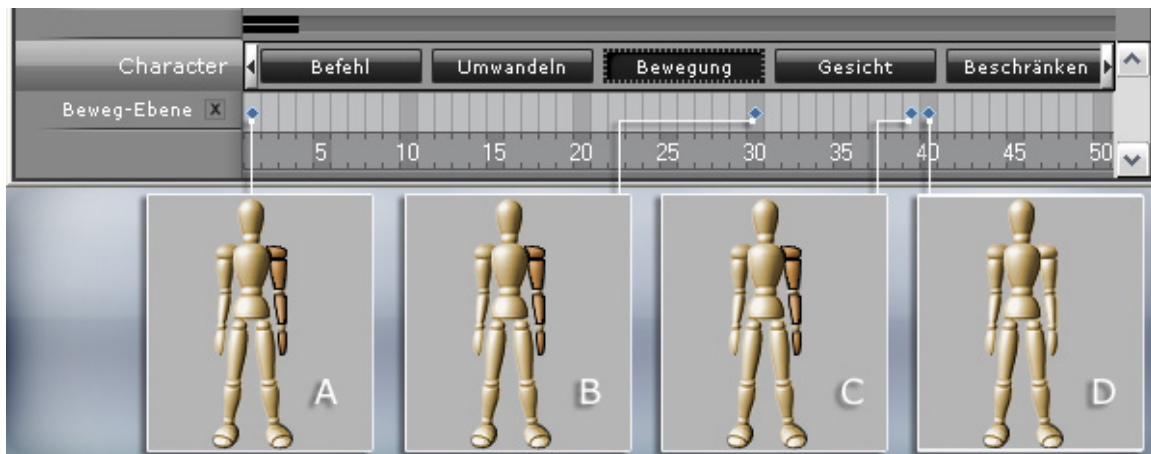 Character Befehl Umwandeln Bewegung Gesicht Beschränken
Beweg-Ebene X
5 10 15 20 25 30 35 40 45 50
A B C D